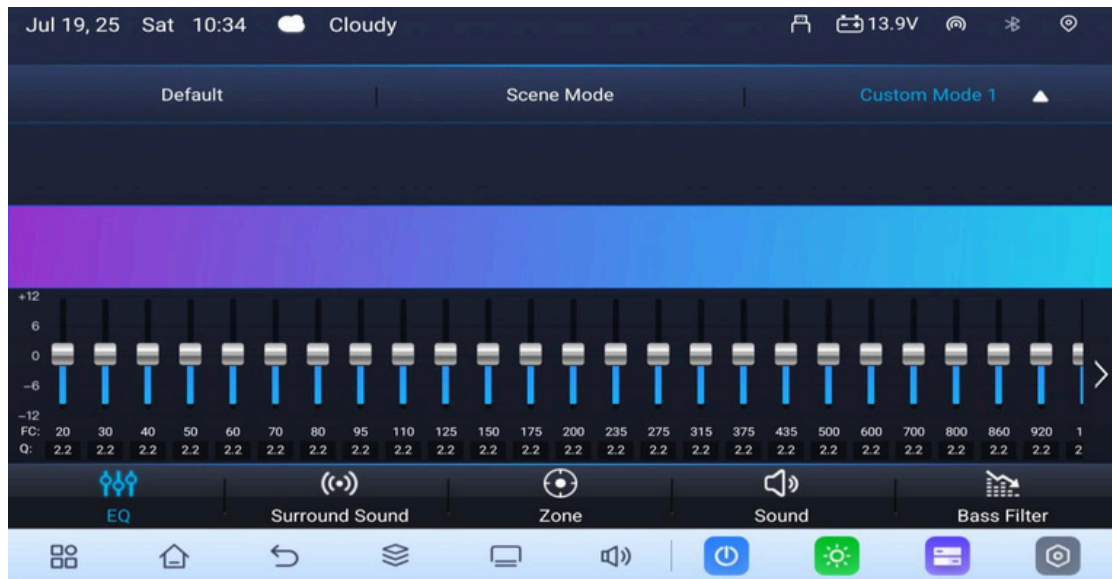 Jul 19, 25 Sat 10:34 Cloudy 13.9V
Default Scene Mode Custom Mode 1
+12
6
0
-6
-12
FC: 20 30 40 50 60 70 80 95 110 125 150 175 200 235 275 315 375 435 500 600 700 800 860 920 1
Q: 2.2 2.2 2.2 2.2 2.2 2.2 2.2 2.2 2.2 2.2 2.2 2.2 2.2 2.2 2.2 2.2 2.2 2.2 2.2 2.2 2.2 2.2 2.2 2.2 2
EQ Surround Sound Zone Sound Bass Filter